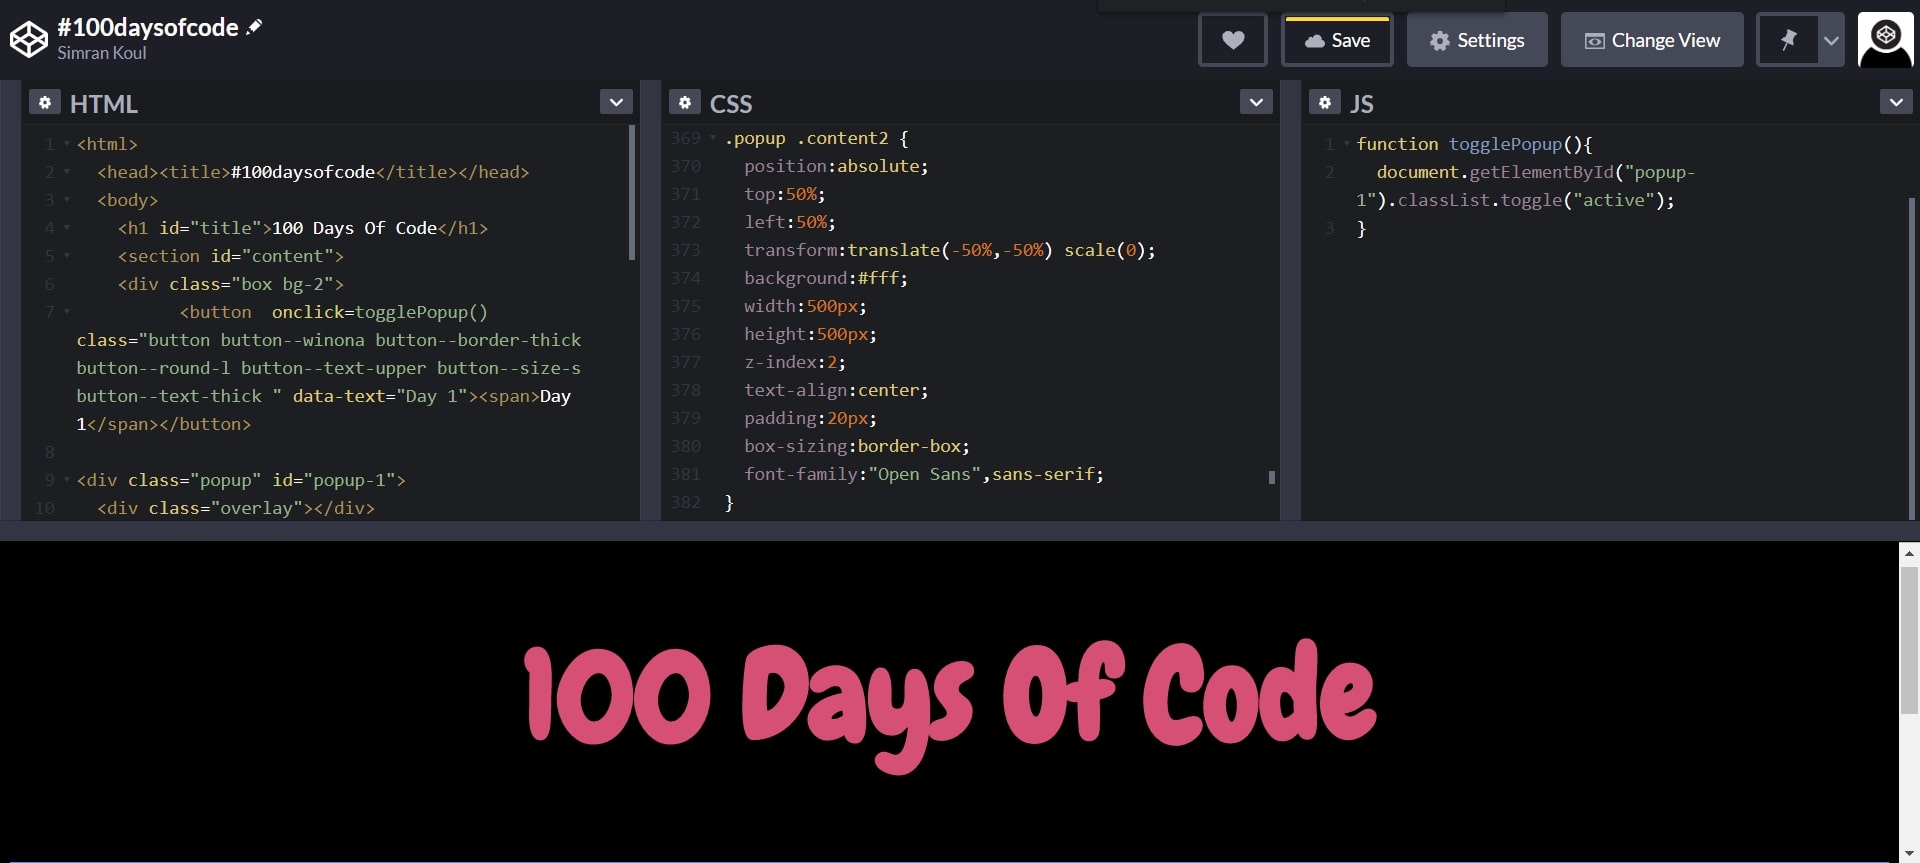 #100daysofcode
Simran Koul
Save
Settings
Change View
HTML
1 <html>
2 <head><title>#100daysofcode</title></head>
3 <body>
4 <h1 id="title">100 Days Of Code</h1>
5 <section id="content">
6 <div class="box bg-2">
7 <button  onclick=togglePopup()
class="button button--winona button--border-thick
button--round-l button--text-upper button--size-s
button--text-thick " data-text="Day 1"><span>Day
1</span></button>
8
9 <div class="popup" id="popup-1">
10 <div class="overlay"></div>
CSS
369 .popup .content2 {
370 position:absolute;
371 top:50%;
372 left:50%;
373 transform:translate(-50%,-50%) scale(0);
374 background:#fff;
375 width:500px;
376 height:500px;
377 z-index:2;
378 text-align:center;
379 padding:20px;
380 box-sizing:border-box;
381 font-family:"Open Sans",sans-serif;
382 }
JS
1 function togglePopup(){
2 document.getElementById("popup-
1").classList.toggle("active");
3 }
100 Days Of Code